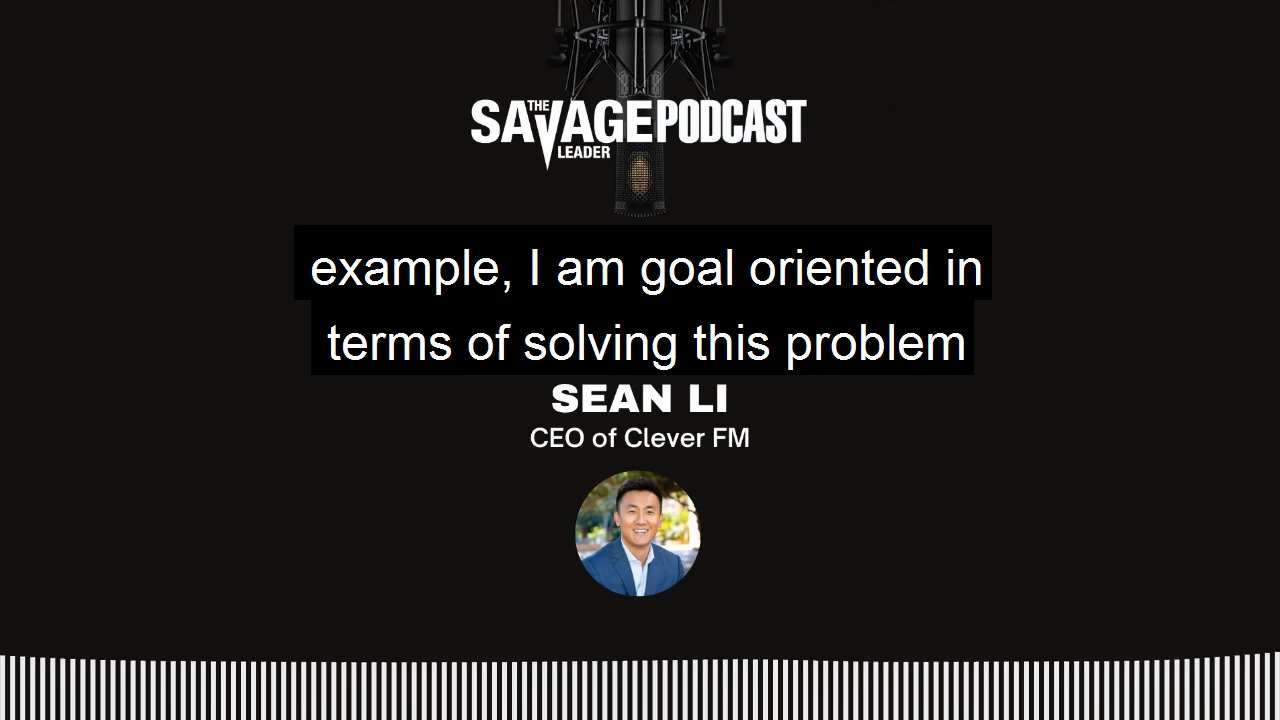 THE SAVAGE PODCAST
LEADER
example, I am goal oriented in
terms of solving this problem
SEAN LI
CEO of Clever FM